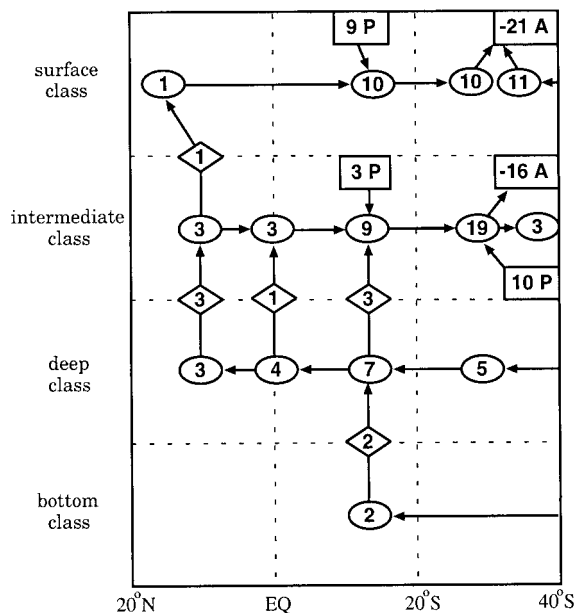 9 P
-21 A
surface
class
1
10
10
11
1
3 P
-16 A
intermediate
class
3
3
9
19
3
10 P
3
1
3
deep
class
3
4
7
5
2
bottom
class
2
20°N
EQ
20°S
40°S